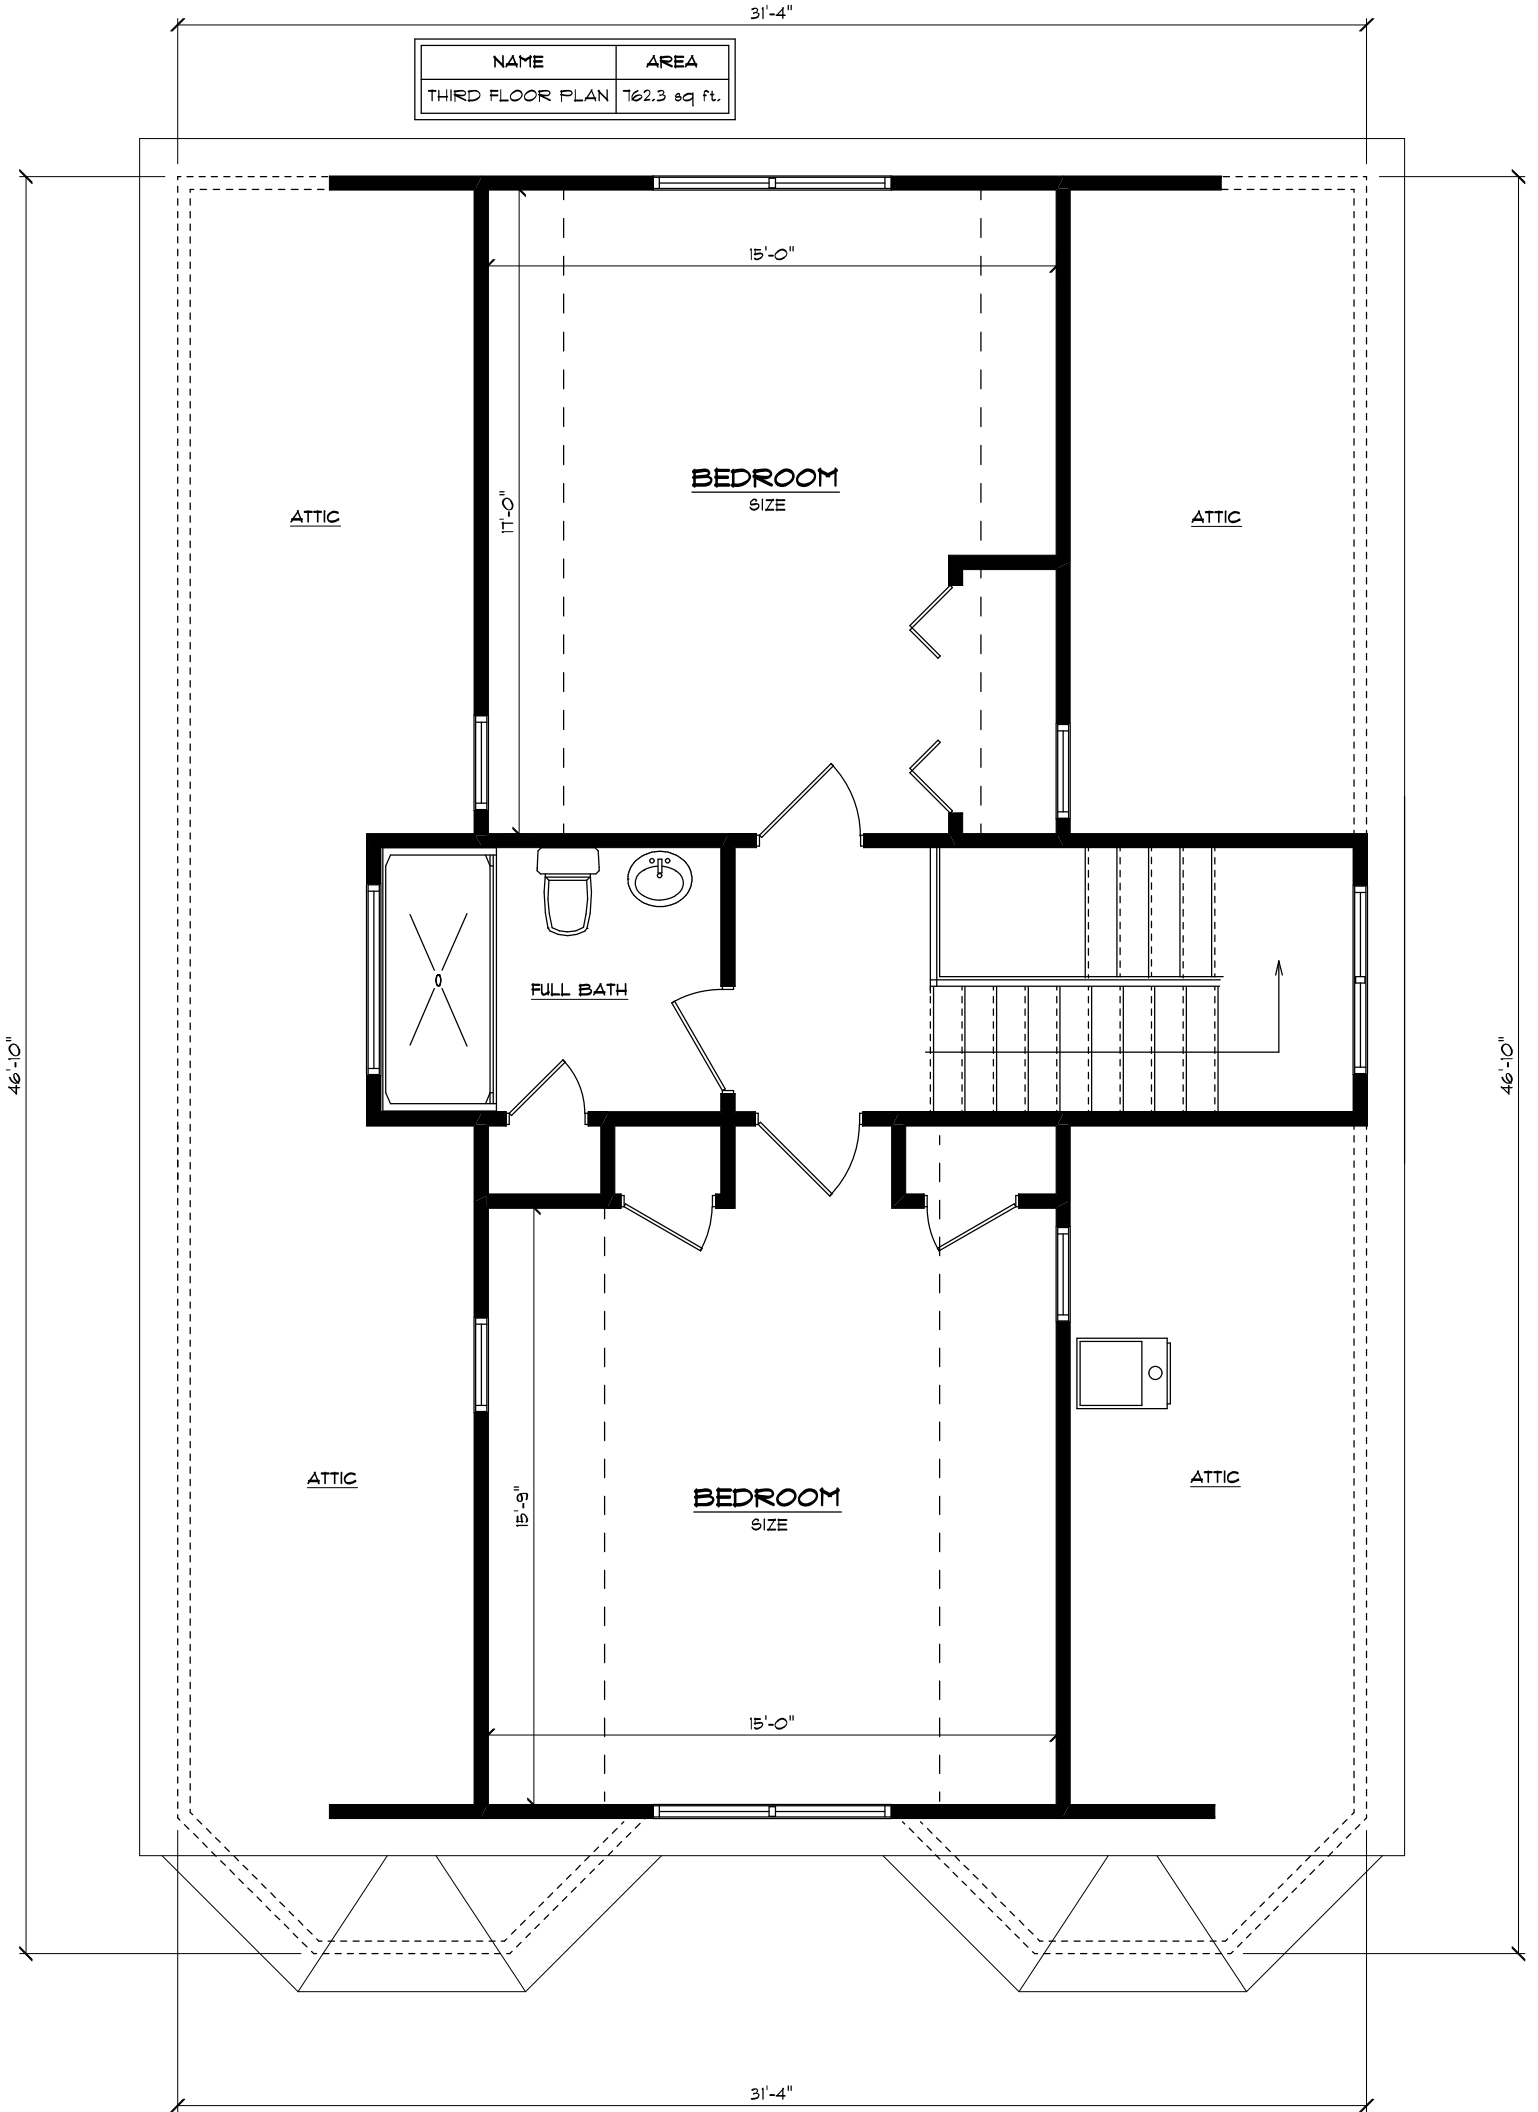 31'-4"
NAME AREA
THIRD FLOOR PLAN 762.3 sq ft.
15'-0"
BEDROOM
SIZE
17'-0"
ATTIC
ATTIC
FULL BATH
46'-10"
46'-10"
ATTIC
ATTIC
BEDROOM
SIZE
15'-9"
15'-0"
31'-4"